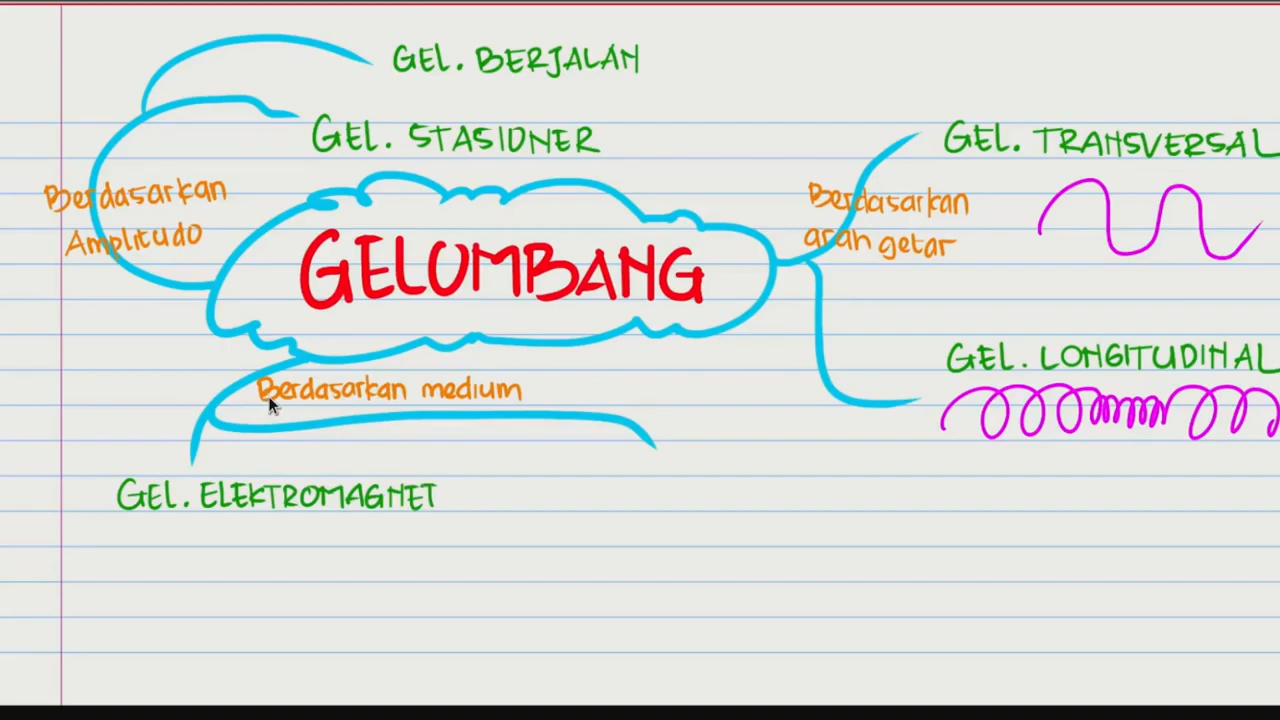 GEL. BERJALAN
GEL. STASIONER
Berdasarkan
Amplitudo
GELOMBANG
Berdasarkan
arah getar
GEL. TRANSVERSAL
GEL. LONGITUDINAL
Berdasarkan medium
GEL. ELEKTROMAGNET